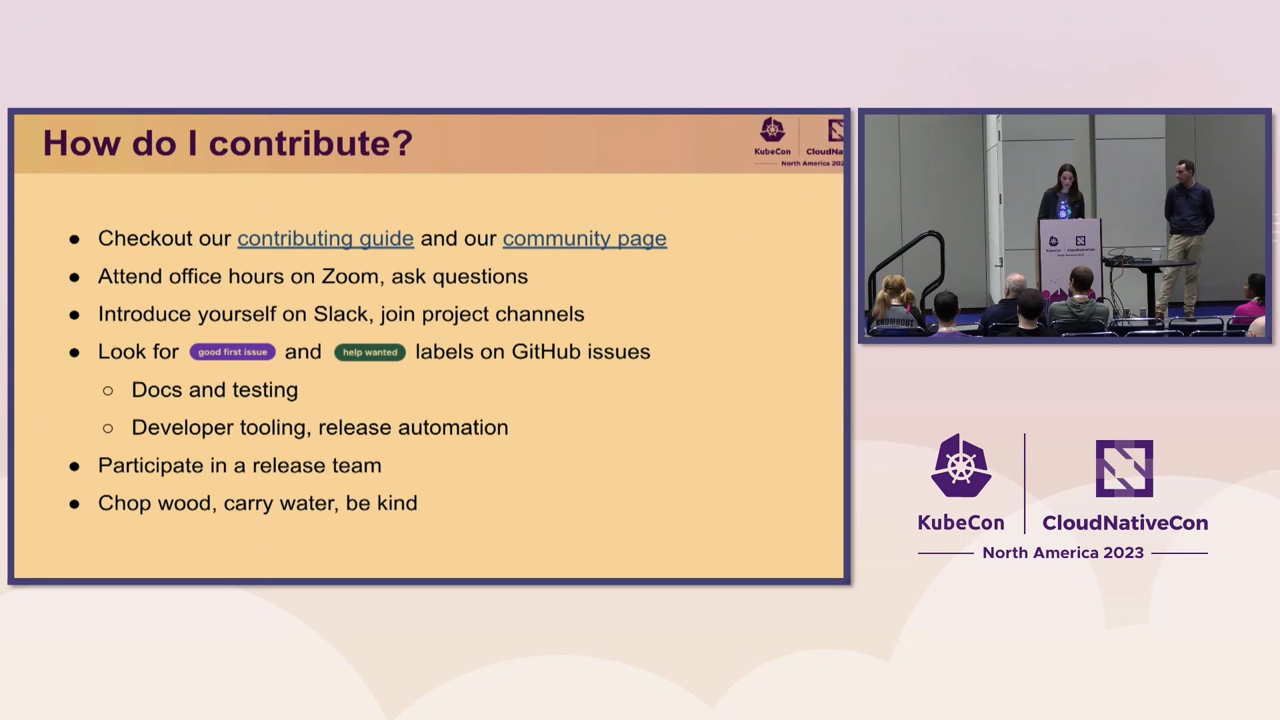 How do I contribute?
KubeCon
North America
● Checkout our contributing guide and our community page
● Attend office hours on Zoom, ask questions
● Introduce yourself on Slack, join project channels
● Look for good first issue and help wanted labels on GitHub issues
○ Docs and testing
○ Developer tooling, release automation
● Participate in a release team
● Chop wood, carry water, be kind
KubeCon
CloudNativeCon
North America 2023